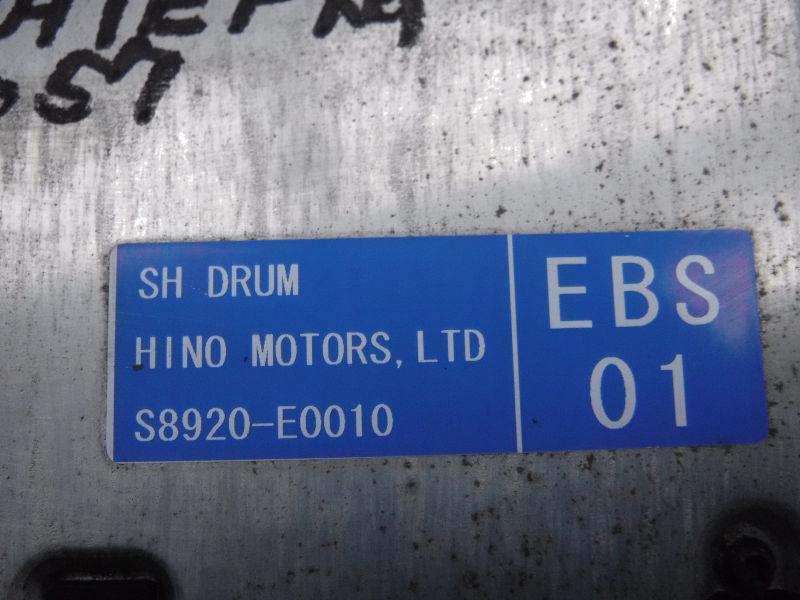 SH DRUM
HINO MOTORS, LTD
S8920-E0010
EBS
01